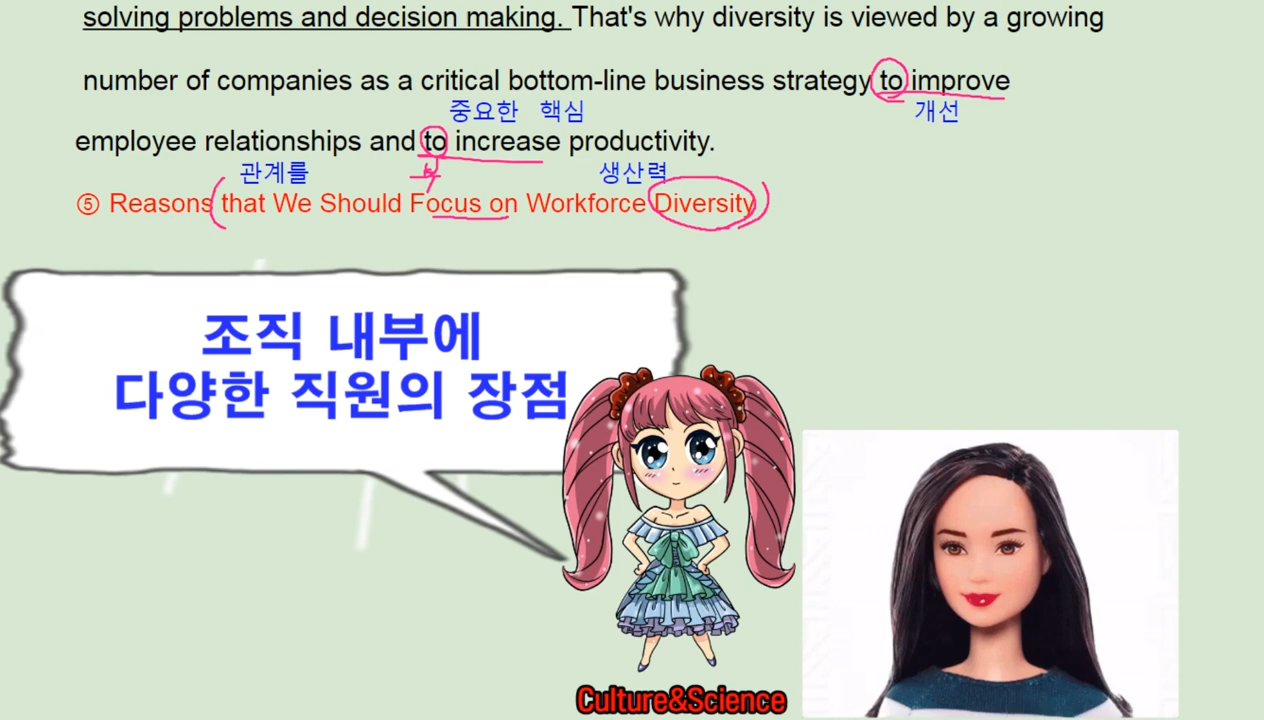 solving problems and decision making. That's why diversity is viewed by a growing
number of companies as a critical bottom-line business strategy to improve
중요한 핵심 개선
employee relationships and to increase productivity.
관계를 생산력
⑤ Reasons that We Should Focus on Workforce Diversity
조직 내부에
다양한 직원의 장점
Culture&Science